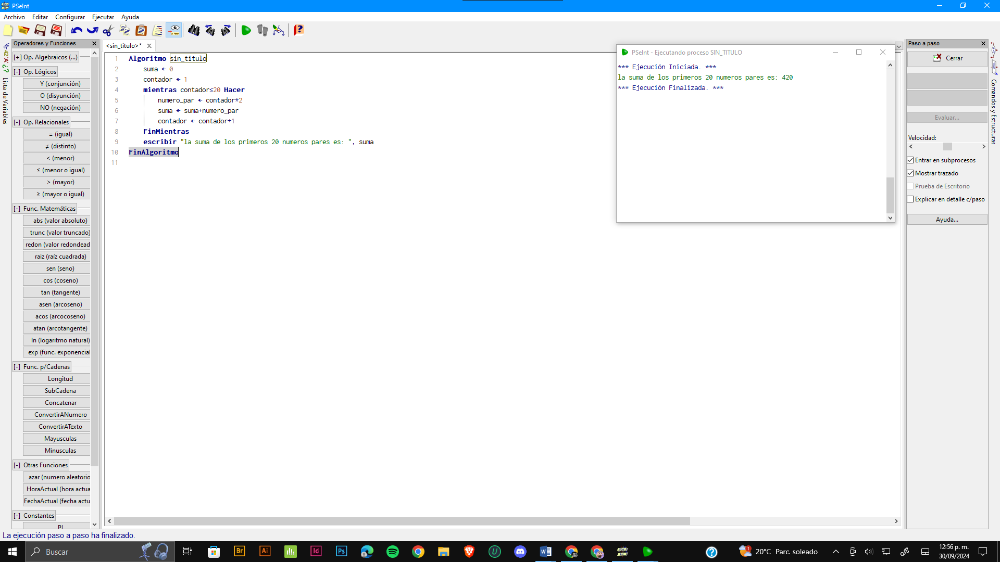 PSeInt
Archivo Editar Configurar Ejecutar Ayuda
Operadores y Funciones
[+] Op. Algebraicos (...)
[-] Op. Lógicos
Y (conjunción)
O (disyunción)
NO (negación)
[-] Op. Relacionales
= (igual)
≠ (distinto)
< (menor)
≤ (menor o igual)
> (mayor)
≥ (mayor o igual)
[-] Func. Matemáticas
abs (valor absoluto)
trunc (valor truncado)
redon (valor redondead
raiz (raíz cuadrada)
sen (seno)
cos (coseno)
tan (tangente)
asen (arcoseno)
acos (arcocoseno)
atan (arcotangente)
ln (logaritmo natural)
exp (func. exponencial
[-] Func. p/Cadenas
Longitud
SubCadena
Concatenar
ConvertirANumero
ConvertirATexto
Mayusculas
Minusculas
[-] Otras Funciones
azar (numero aleatorio
HoraActual (hora actua
FechaActual (fecha actu
[-] Constantes
PI
Lista de Variables
<sin_titulo>*
1 Algoritmo sin_titulo
2 suma ← 0
3 contador ← 1
4 mientras contador≤20 Hacer
5 numero_par ← contador*2
6 suma ← suma+numero_par
7 contador ← contador+1
8 FinMientras
9 escribir "la suma de los primeros 20 numeros pares es: ", suma
10 FinAlgoritmo
11
PSeInt - Ejecutando proceso SIN_TITULO
*** Ejecución Iniciada. ***
la suma de los primeros 20 numeros pares es: 420
*** Ejecución Finalizada. ***
Paso a paso
Cerrar
Evaluar...
Velocidad:
Entrar en subprocesos
Mostrar trazado
Prueba de Escritorio
Explicar en detalle c/paso
Ayuda...
Comandos y Estructuras
La ejecución paso a paso ha finalizado.
Buscar
Br
Ai
Id
Ps
20°C Parc. soleado
12:56 p. m.
30/09/2024